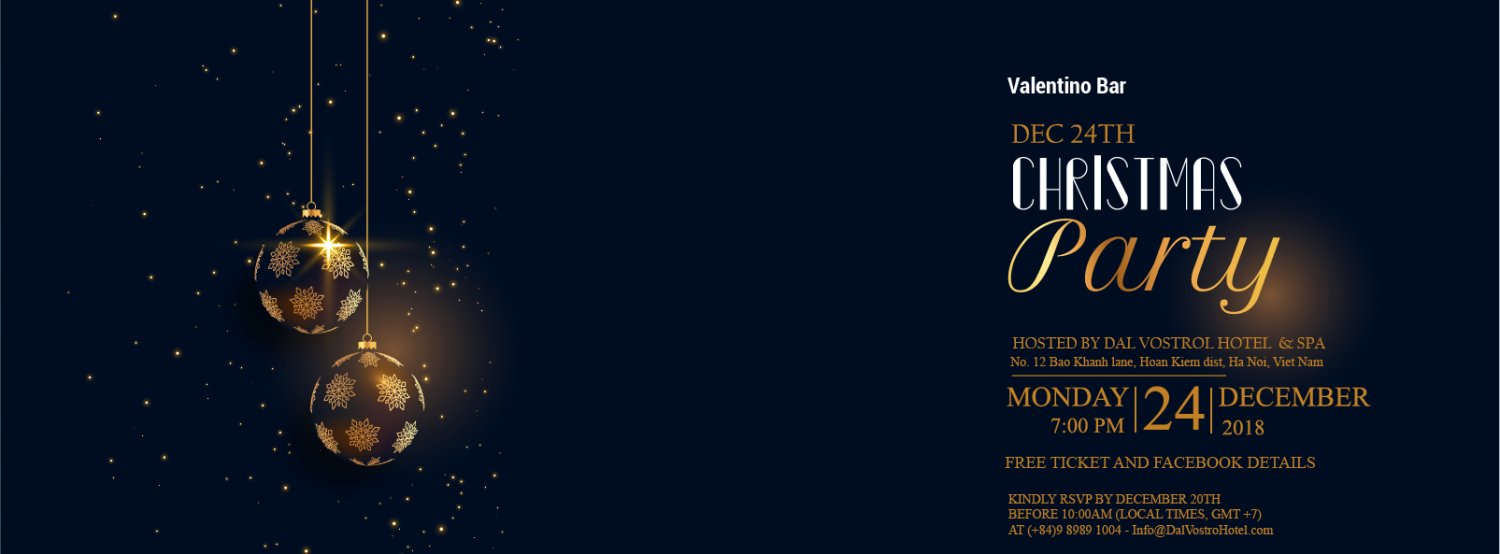 Valentino Bar
DEC 24TH
CHRISTMAS
Party
HOSTED BY DAL VOSTROL HOTEL & SPA
No. 12 Bao Khanh lane, Hoan Kiem dist, Ha Noi, Viet Nam
MONDAY
7:00 PM
24
DECEMBER
2018
FREE TICKET AND FACEBOOK DETAILS
KINDLY RSVP BY DECEMBER 20TH
BEFORE 10:00AM (LOCAL TIMES, GMT +7)
AT (+84)9 8989 1004 - Info@DalVostroHotel.com